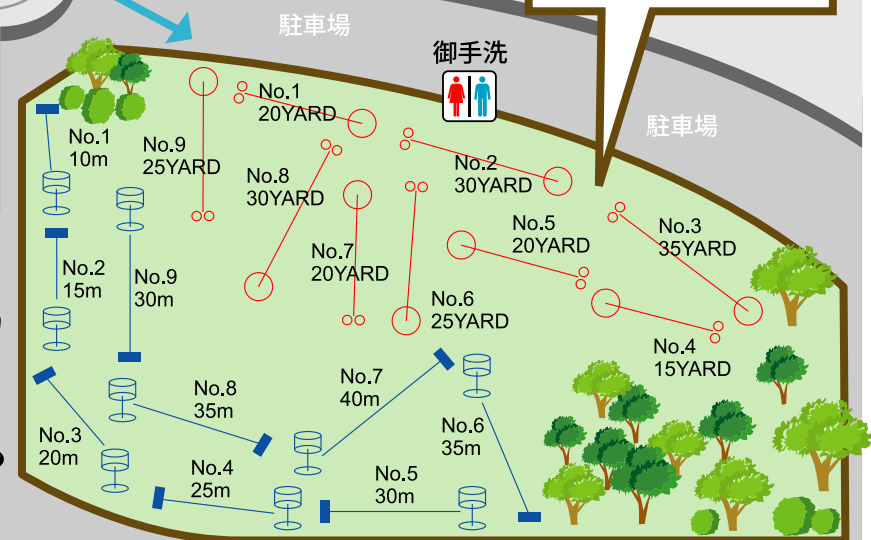 駐車場
御手洗
駐車場
No.1
20YARD
No.2
30YARD
No.3
35YARD
No.4
15YARD
No.5
20YARD
No.6
25YARD
No.7
20YARD
No.8
30YARD
No.9
25YARD
No.1
10m
No.2
15m
No.3
20m
No.4
25m
No.5
30m
No.6
35m
No.7
40m
No.8
35m
No.9
30m